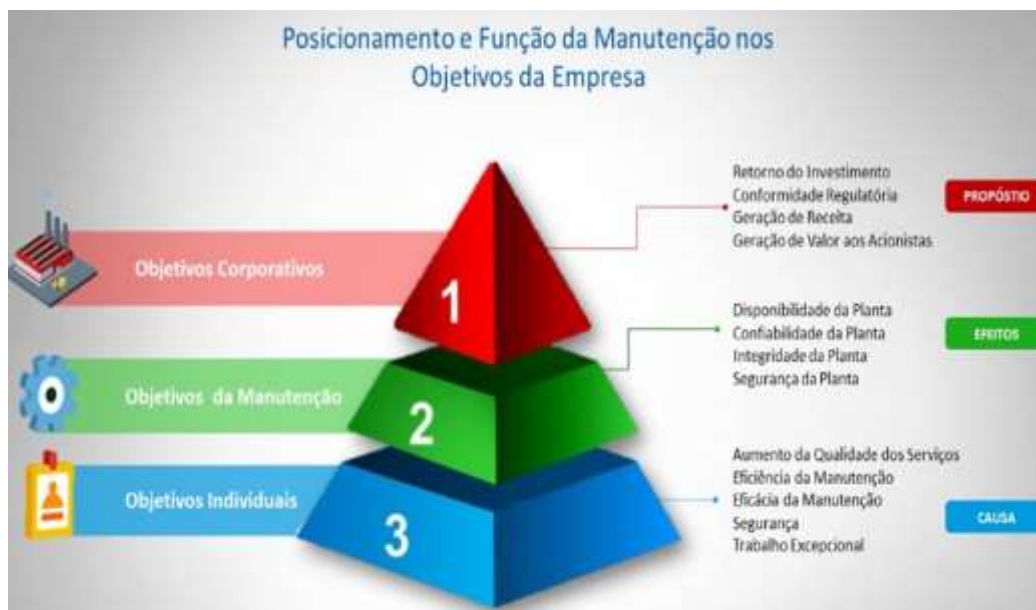 Posicionamento e Função da Manutenção nos
Objetivos da Empresa
Retorno do Investimento
Conformidade Regulatória
Geração de Receita
Geração de Valor aos Acionistas
PROPÓSTIO
Objetivos Corporativos
1
Disponibilidade da Planta
Confiabilidade da Planta
Integridade da Planta
Segurança da Planta
EFEITOS
Objetivos da Manutenção
2
Aumento da Qualidade dos Serviços
Eficiência da Manutenção
Eficácia da Manutenção
Segurança
Trabalho Excepcional
CAUSA
Objetivos Individuais
3